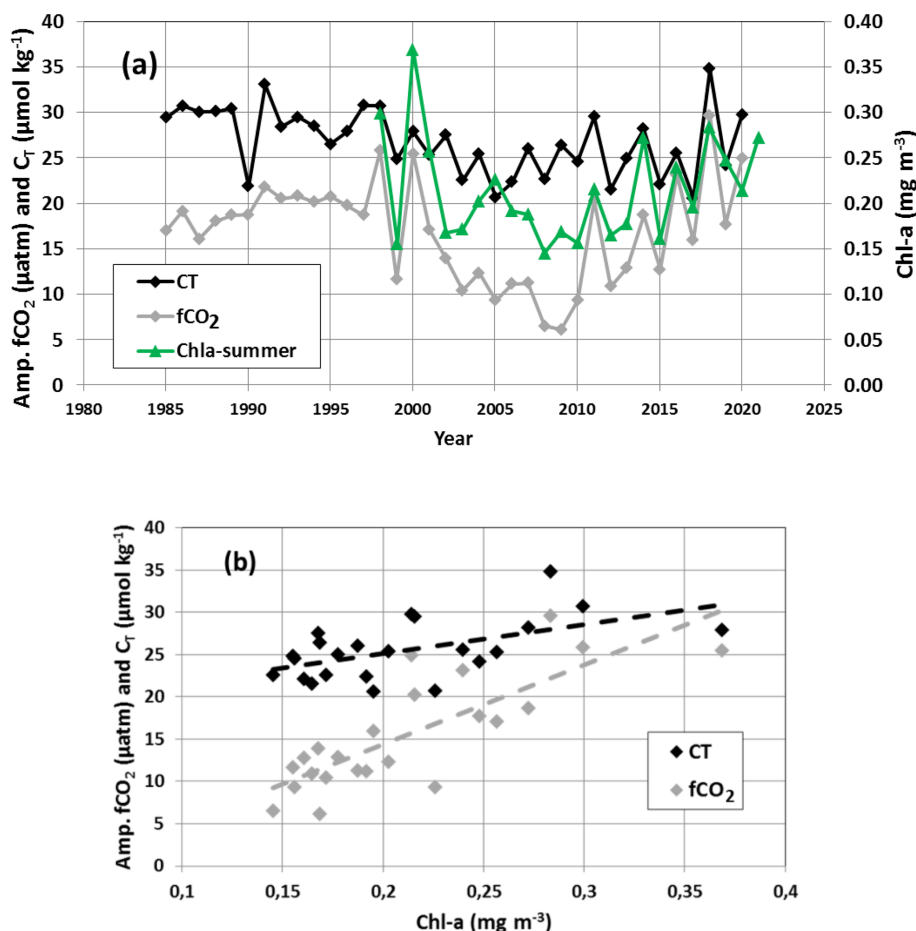 (a)
Amp. fCO₂ (µatm) and C_T (µmol kg⁻¹)
40
35
30
25
20
15
10
5
0
0.40
0.35
0.30
0.25
0.20
0.15
0.10
0.05
0.00
Chl-a (mg m⁻³)
CT
fCO₂
Chla-summer
1980 1985 1990 1995 2000 2005 2010 2015 2020 2025
Year
(b)
Amp. fCO₂ (µatm) and C_T (µmol kg⁻¹)
40
35
30
25
20
15
10
5
0
CT
fCO₂
0,1 0,15 0,2 0,25 0,3 0,35 0,4
Chl-a (mg m⁻³)